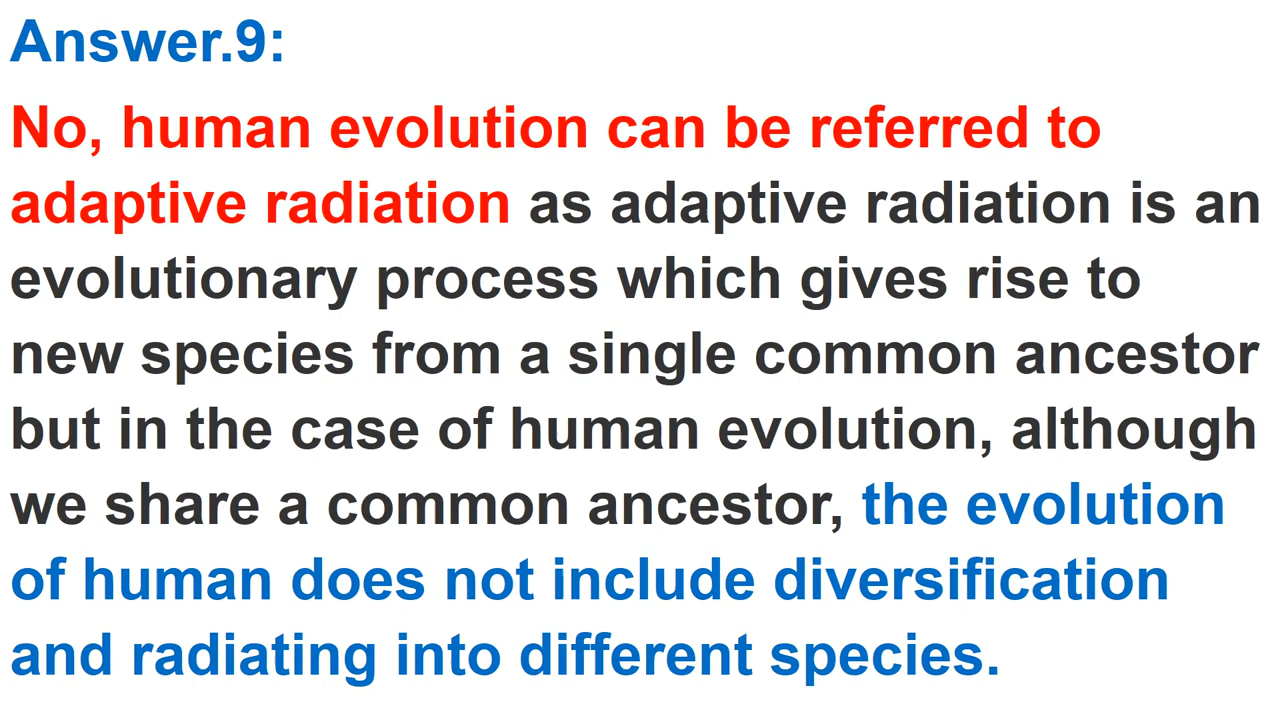 Answer.9:
No, human evolution can be referred to
adaptive radiation as adaptive radiation is an
evolutionary process which gives rise to
new species from a single common ancestor
but in the case of human evolution, although
we share a common ancestor, the evolution
of human does not include diversification
and radiating into different species.